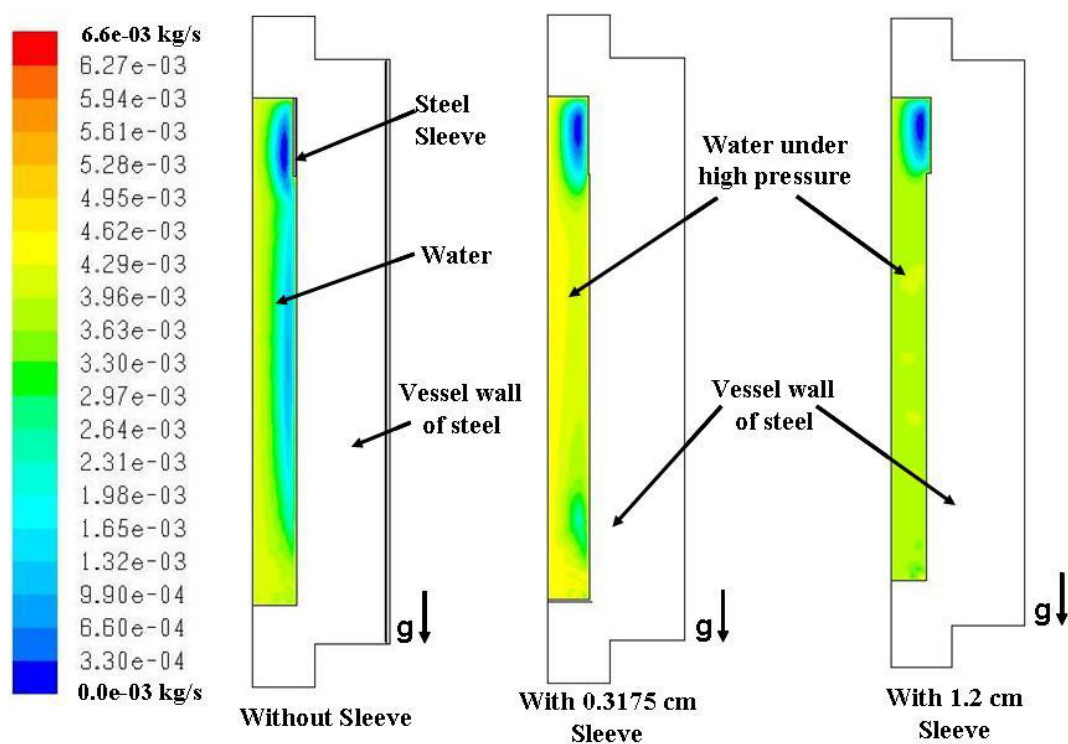 6.6e-03 kg/s
6.27e-03
5.94e-03
5.61e-03
5.28e-03
4.95e-03
4.62e-03
4.29e-03
3.96e-03
3.63e-03
3.30e-03
2.97e-03
2.64e-03
2.31e-03
1.98e-03
1.65e-03
1.32e-03
9.90e-04
6.60e-04
3.30e-04
0.0e-03 kg/s
Steel
Sleeve
Water
Vessel wall
of steel
g
Without Sleeve
Water under
high pressure
Vessel wall
of steel
g
With 0.3175 cm
Sleeve
g
With 1.2 cm
Sleeve